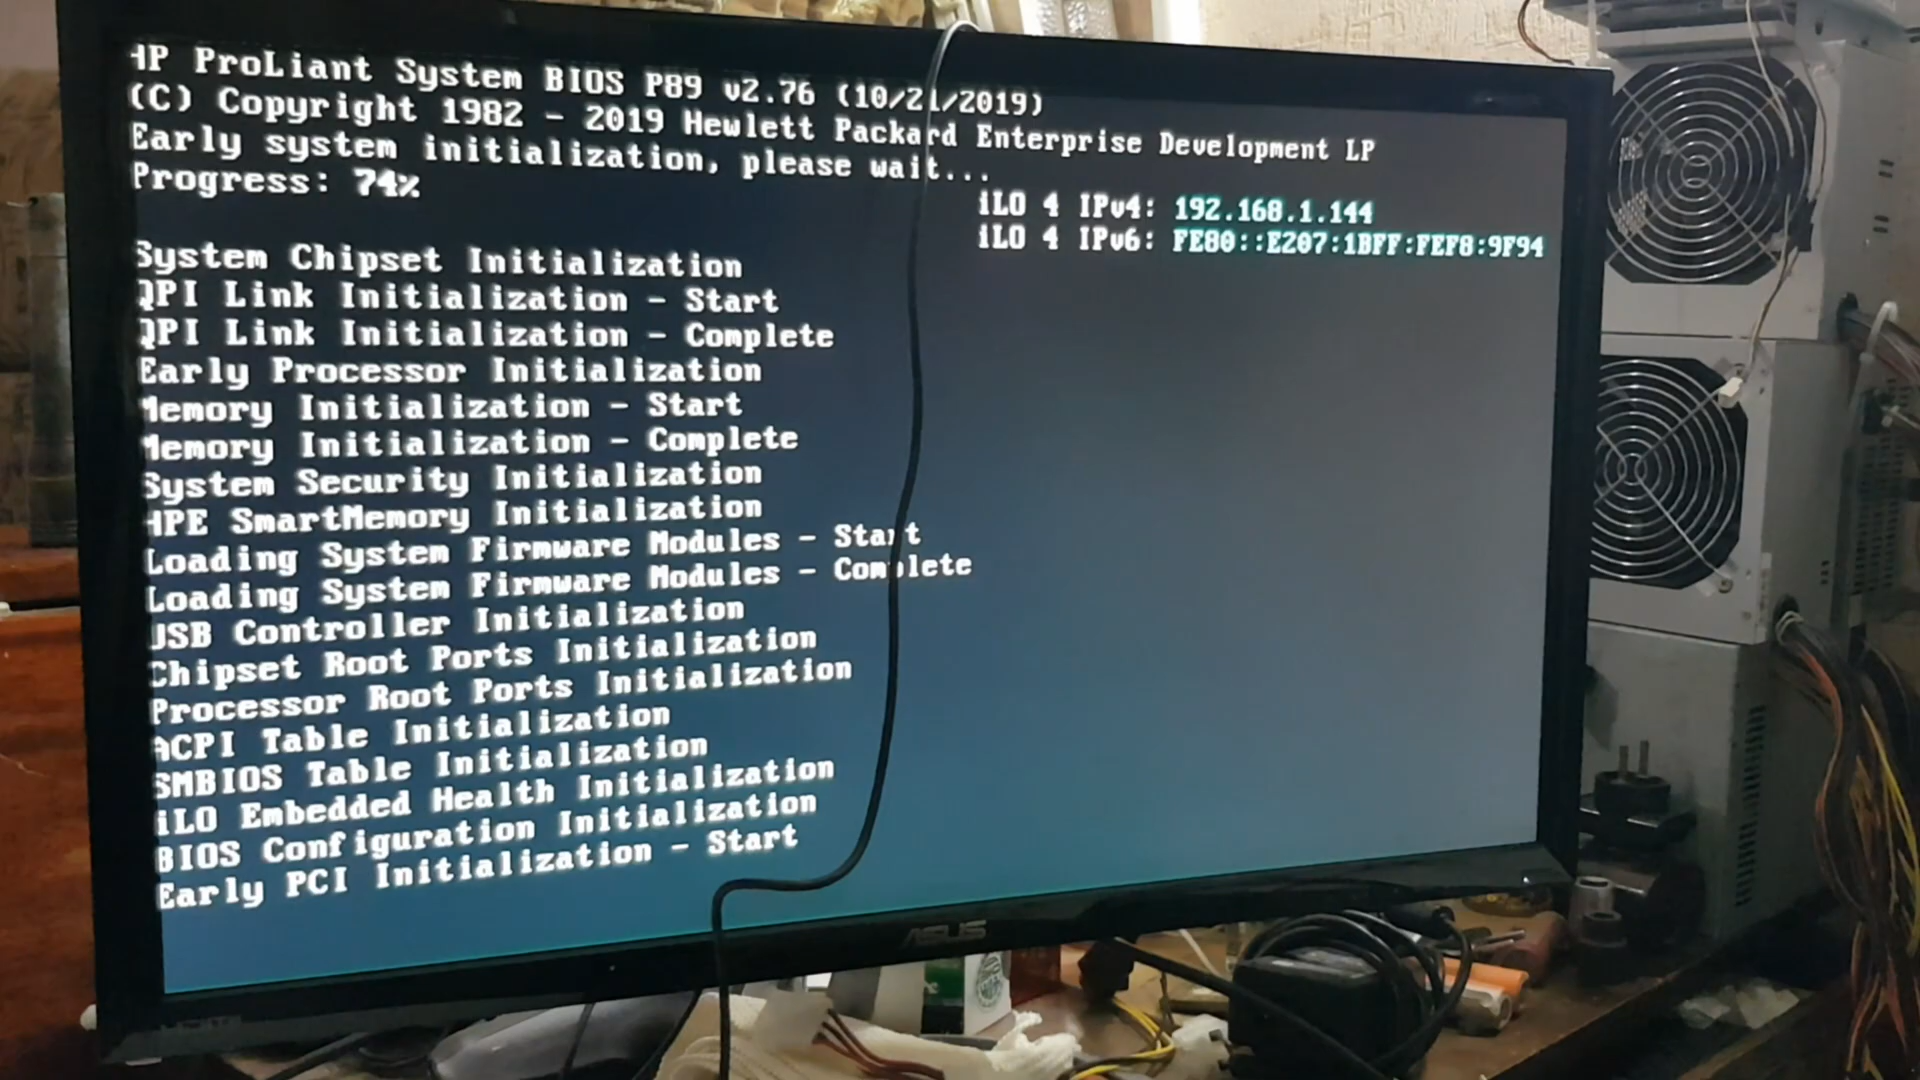 HP ProLiant System BIOS P89 v2.76 (10/21/2019)
(C) Copyright 1982 - 2019 Hewlett Packard Enterprise Development LP
Early system initialization, please wait...
Progress: 74%
iLO 4 IPv4: 192.168.1.144
iLO 4 IPv6: FE80::E207:1BFF:FEF8:9F94
System Chipset Initialization
QPI Link Initialization - Start
QPI Link Initialization - Complete
Early Processor Initialization
Memory Initialization - Start
Memory Initialization - Complete
System Security Initialization
HPE SmartMemory Initialization
Loading System Firmware Modules - Start
Loading System Firmware Modules - Complete
USB Controller Initialization
Chipset Root Ports Initialization
Processor Root Ports Initialization
ACPI Table Initialization
SMBIOS Table Initialization
iLO Embedded Health Initialization
BIOS Configuration Initialization
Early PCI Initialization - Start
ASUS